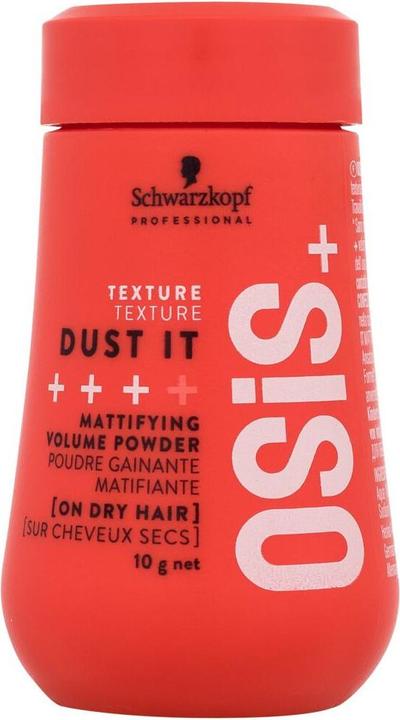 Schwarzkopf
PROFESSIONAL
TEXTURE
TEXTURE
DUST IT
+ + + +
MATTIFYING
VOLUME POWDER
POUDRE GAINANTE
MATIFIANTE
[ON DRY HAIR]
[SUR CHEVEUX SECS]
10 g net
OSiS+